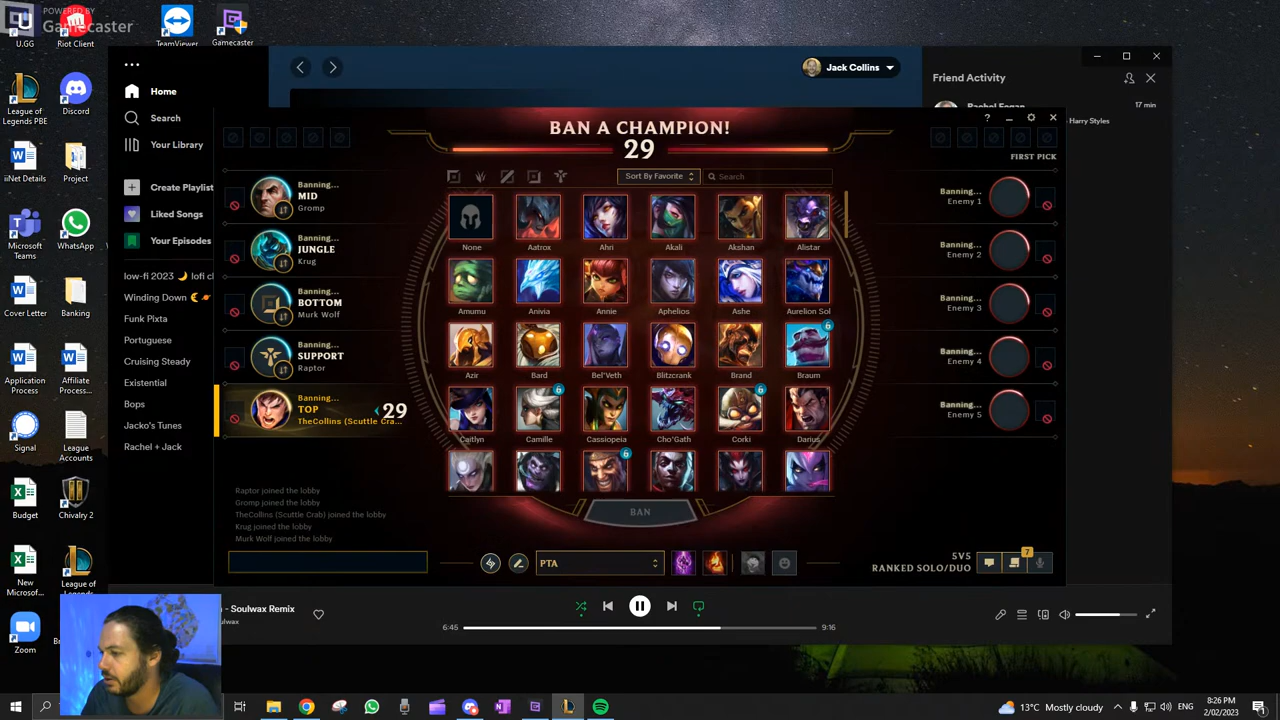 POWERED BY
Gamecaster
U.GG
Riot Client
TeamViewer
Gamecaster
Jack Collins
Friend Activity
17 min
Harry Styles
League of
Legends PBE
Discord
Home
Search
Your Library
Create Playlist
Liked Songs
Your Episodes
low-fi 2023 🌙 lofi cl
Winding Down
Funk Pixta
Portuguese
Cruising Steady
Existential
Bops
Jacko's Tunes
Rachel + Jack
iiNet Details
Project
Microsoft
Teams
WhatsApp
Cover Letter
Banking
Application
Process
Affiliate
Process...
Signal
League
Accounts
Budget
Chivalry 2
New
Microsof...
League of
Zoom
BAN A CHAMPION!
29
?
FIRST PICK
Sort By Favorite
Search
Banning...
MID
Gromp
Banning...
JUNGLE
Krug
Banning...
BOTTOM
Murk Wolf
Banning...
SUPPORT
Raptor
Banning...
TOP
TheCollins (Scuttle Cra...
29
None
Aatrox
Ahri
Akali
Akshan
Alistar
Amumu
Anivia
Annie
Aphelios
Ashe
Aurelion Sol
Azir
Bard
Bel'Veth
Blitzcrank
Brand
Braum
Caitlyn
Camille
Cassiopeia
Cho'Gath
Corki
Darius
Banning...
Enemy 1
Banning...
Enemy 2
Banning...
Enemy 3
Banning...
Enemy 4
Banning...
Enemy 5
Raptor joined the lobby
Gromp joined the lobby
TheCollins (Scuttle Crab) joined the lobby
Krug joined the lobby
Murk Wolf joined the lobby
BAN
PTA
5V5
RANKED SOLO/DUO
7
- Soulwax Remix
ulwax
6:45
9:16
13°C Mostly cloudy
ENG
8:26 PM
2/02/2023